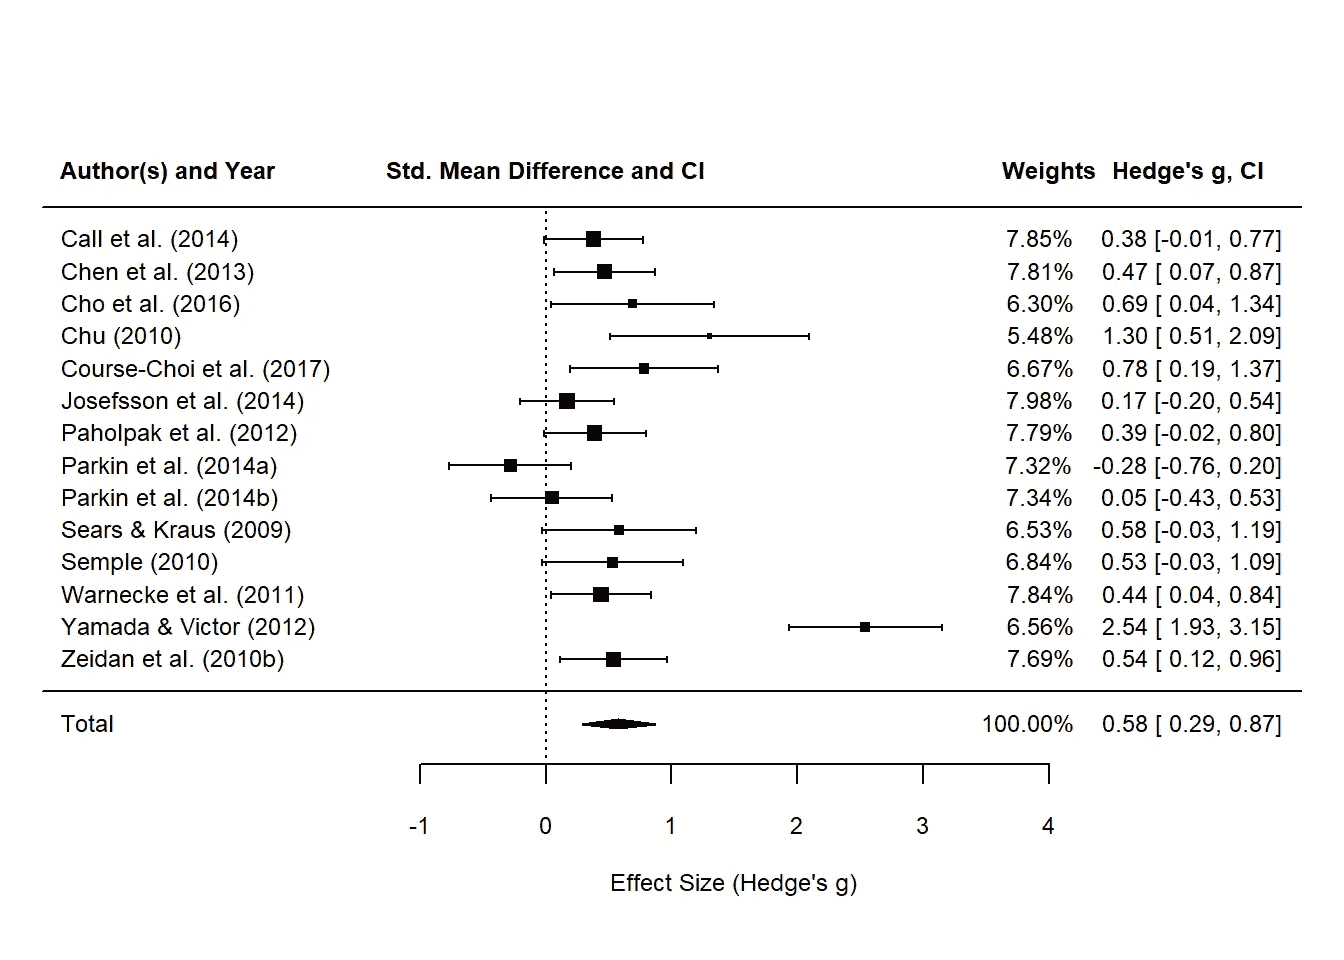 Author(s) and Year Std. Mean Difference and CI Weights Hedge's g, CI
Call et al. (2014) 7.85% 0.38 [-0.01, 0.77]
Chen et al. (2013) 7.81% 0.47 [ 0.07, 0.87]
Cho et al. (2016) 6.30% 0.69 [ 0.04, 1.34]
Chu (2010) 5.48% 1.30 [ 0.51, 2.09]
Course-Choi et al. (2017) 6.67% 0.78 [ 0.19, 1.37]
Josefsson et al. (2014) 7.98% 0.17 [-0.20, 0.54]
Paholpak et al. (2012) 7.79% 0.39 [-0.02, 0.80]
Parkin et al. (2014a) 7.32% -0.28 [-0.76, 0.20]
Parkin et al. (2014b) 7.34% 0.05 [-0.43, 0.53]
Sears & Kraus (2009) 6.53% 0.58 [-0.03, 1.19]
Semple (2010) 6.84% 0.53 [-0.03, 1.09]
Warnecke et al. (2011) 7.84% 0.44 [ 0.04, 0.84]
Yamada & Victor (2012) 6.56% 2.54 [ 1.93, 3.15]
Zeidan et al. (2010b) 7.69% 0.54 [ 0.12, 0.96]
Total 100.00% 0.58 [ 0.29, 0.87]
-1 0 1 2 3 4
Effect Size (Hedge's g)